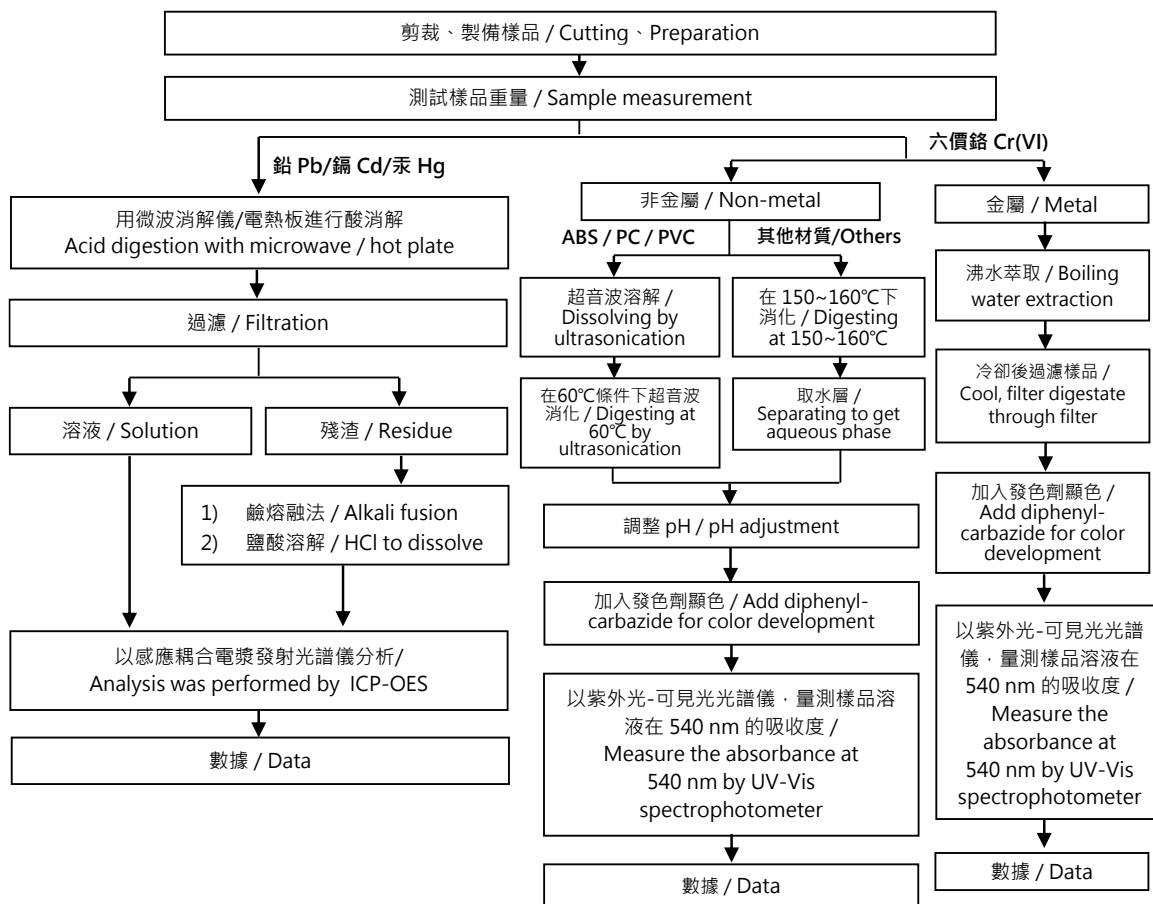 剪裁、製備樣品 / Cutting、Preparation
測試樣品重量 / Sample measurement
鉛 Pb/鎘 Cd/汞 Hg
六價鉻 Cr(VI)
用微波消解儀/電熱板進行酸消解
Acid digestion with microwave / hot plate
過濾 / Filtration
溶液 / Solution
殘渣 / Residue
1) 鹼熔融法 / Alkali fusion
2) 鹽酸溶解 / HCl to dissolve
以感應耦合電漿發射光譜儀分析/
Analysis was performed by ICP-OES
數據 / Data
非金屬 / Non-metal
ABS / PC / PVC
其他材質/Others
超音波溶解 /
Dissolving by
ultrasonication
在60℃條件下超音波
消化 / Digesting at
60℃ by
ultrasonication
在 150~160℃下
消化 / Digesting
at 150~160℃
取水層 /
Separating to get
aqueous phase
調整 pH / pH adjustment
加入發色劑顯色 / Add diphenyl-
carbazide for color development
以紫外光-可見光光譜儀，量測樣品溶
液在 540 nm 的吸收度 /
Measure the absorbance at
540 nm by UV-Vis
spectrophotometer
數據 / Data
金屬 / Metal
沸水萃取 / Boiling
water extraction
冷卻後過濾樣品 /
Cool, filter digestate
through filter
加入發色劑顯色 /
Add diphenyl-
carbazide for color
development
以紫外光-可見光光譜
儀，量測樣品溶液在
540 nm 的吸收度 /
Measure the
absorbance at
540 nm by UV-Vis
spectrophotometer
數據 / Data